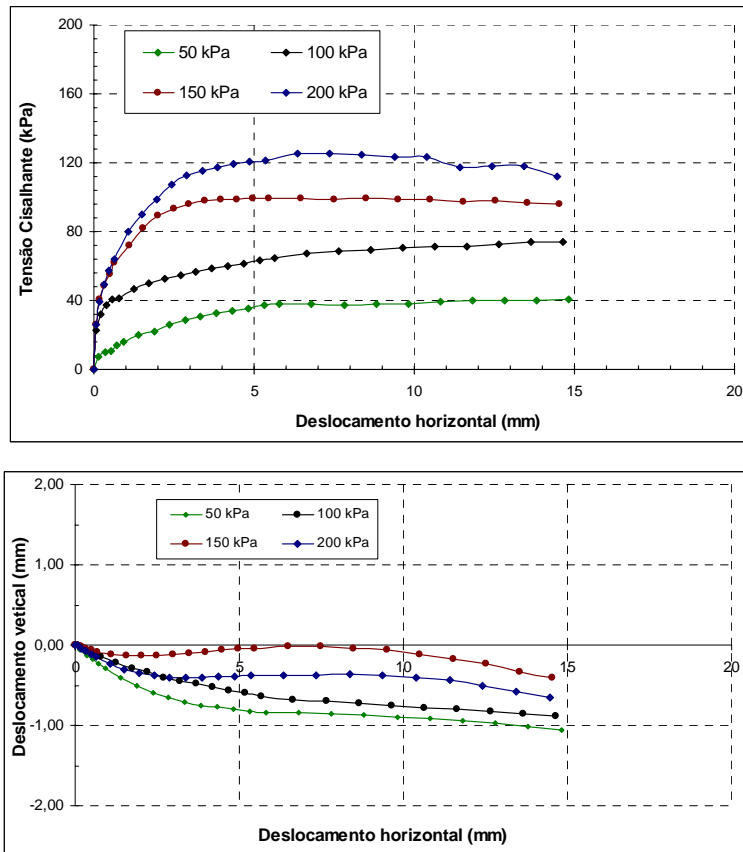 200
160
120
80
40
0
Tensão Cisalhante (kPa)
50 kPa
100 kPa
150 kPa
200 kPa
0
5
10
15
20
Deslocamento horizontal (mm)
2,00
1,00
0,00
-1,00
-2,00
Deslocamento vetical (mm)
50 kPa
100 kPa
150 kPa
200 kPa
0
5
10
15
20
Deslocamento horizontal (mm)